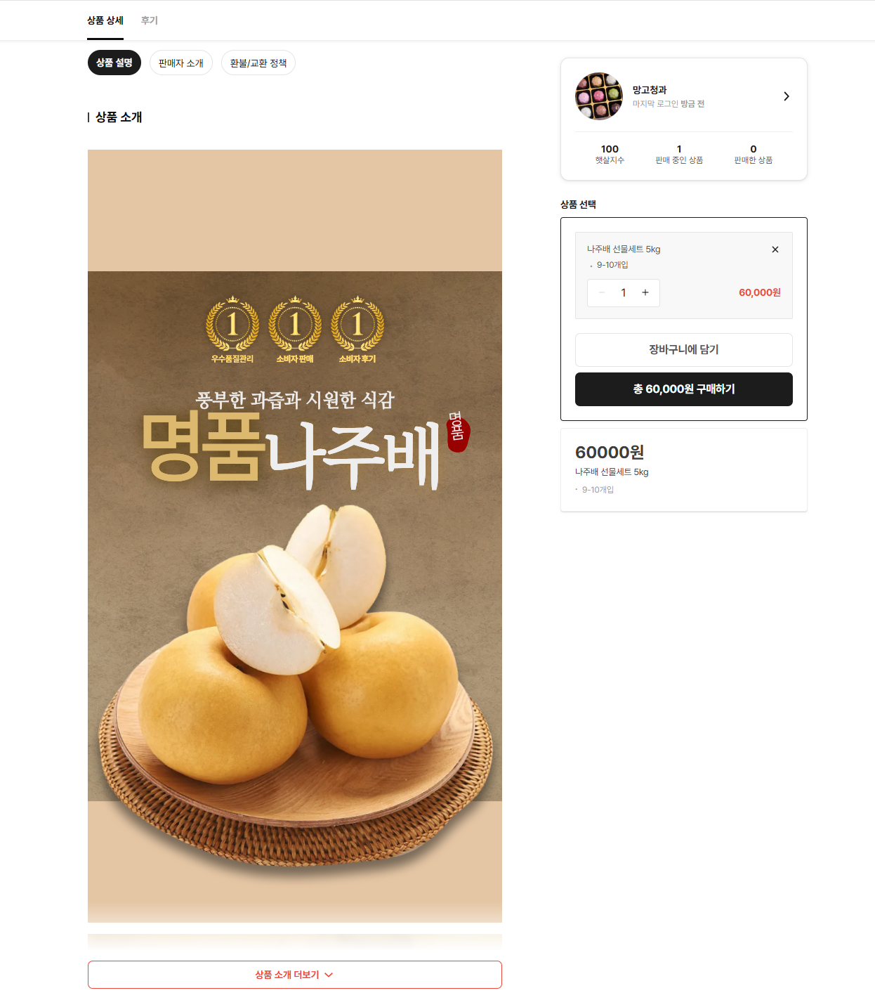 상품 상세
후기
상품 설명
판매자 소개
환불/교환 정책
상품 소개
1
1
1
우수품질관리
소비자 판매
소비자 후기
풍부한 과즙과 시원한 식감
명품나주배
명품
상품 소개 더보기
망고청과
마지막 로그인 방금 전
100
햇살지수
1
판매 중인 상품
0
판매한 상품
상품 선택
나주배 선물세트 5kg
· 9-10개입
1
60,000원
장바구니에 담기
총 60,000원 구매하기
60000원
나주배 선물세트 5kg
· 9-10개입